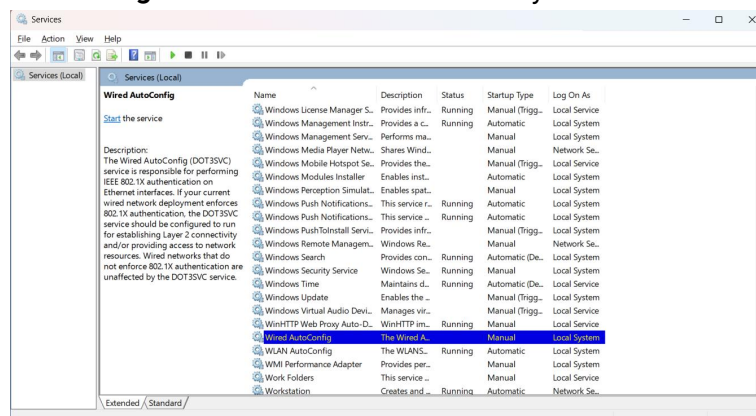 Services
File Action View Help
Services (Local)
Services (Local)
Wired AutoConfig
Start the service
Description:
The Wired AutoConfig (DOT3SVC)
service is responsible for performing
IEEE 802.1X authentication on
Ethernet interfaces. If your current
wired network deployment enforces
802.1X authentication, the DOT3SVC
service should be configured to run
for establishing Layer 2 connectivity
and/or providing access to network
resources. Wired networks that do
not enforce 802.1X authentication are
unaffected by the DOT3SVC service.
Name Description Status Startup Type Log On As
Windows License Manager S... Provides infr... Running Manual (Trigg... Local Service
Windows Management Instr... Provides a c... Running Automatic Local System
Windows Management Serv... Performs ma... Manual Local System
Windows Media Player Netw... Shares Wind... Manual Network Se...
Windows Mobile Hotspot Se... Provides the... Manual (Trigg... Local Service
Windows Modules Installer Enables inst... Automatic Local System
Windows Perception Simulat... Enables spat... Manual Local System
Windows Push Notifications... This service r... Running Automatic Local System
Windows Push Notifications... This service ... Running Automatic Local System
Windows PushToInstall Servi... Provides infr... Manual (Trigg... Local System
Windows Remote Managem... Windows Re... Manual Network Se...
Windows Search Provides con... Running Automatic (De... Local System
Windows Security Service Windows Se... Running Manual Local System
Windows Time Maintains d... Running Automatic (De... Local Service
Windows Update Enables the ... Manual (Trigg... Local System
Windows Virtual Audio Devi... Manages vir... Manual (Trigg... Local System
WinHTTP Web Proxy Auto-D... WinHTTP im... Running Manual Local Service
Wired AutoConfig The Wired A... Manual Local System
WLAN AutoConfig The WLANS... Running Automatic Local System
WMI Performance Adapter Provides per... Manual Local System
Work Folders This service ... Manual Local Service
Workstation Creates and ... Running Automatic Network Se...
Extended Standard